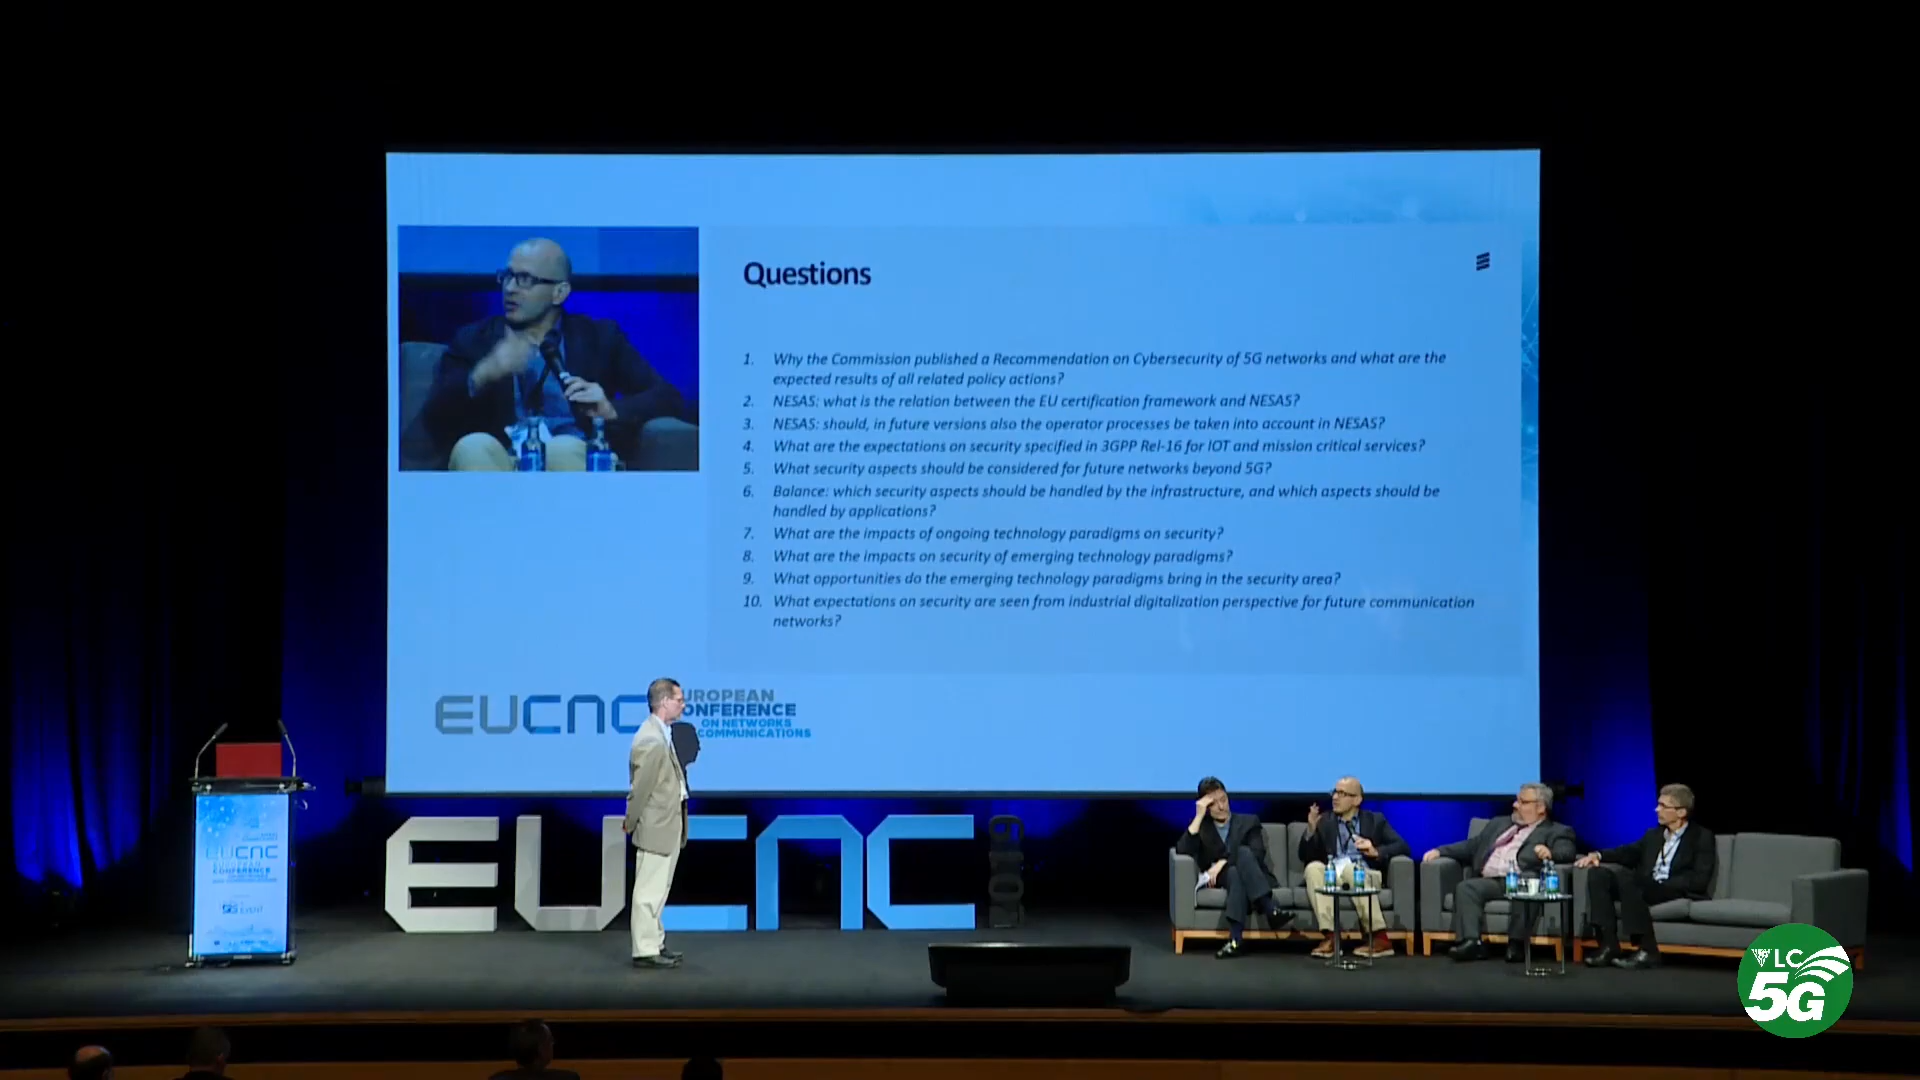 Questions
1. Why the Commission published a Recommendation on Cybersecurity of 5G networks and what are the
expected results of all related policy actions?
2. NESAS: what is the relation between the EU certification framework and NESAS?
3. NESAS: should, in future versions also the operator processes be taken into account in NESAS?
4. What are the expectations on security specified in 3GPP Rel-16 for IOT and mission critical services?
5. What security aspects should be considered for future networks beyond 5G?
6. Balance: which security aspects should be handled by the infrastructure, and which aspects should be
handled by applications?
7. What are the impacts of ongoing technology paradigms on security?
8. What are the impacts on security of emerging technology paradigms?
9. What opportunities do the emerging technology paradigms bring in the security area?
10. What expectations on security are seen from industrial digitalization perspective for future communication
networks?
EUCNC
UROPEAN
ONFERENCE
ON NETWORKS
COMMUNICATIONS
EUCNC
EUCNC
CONFERENCE
5G
VLC
5G